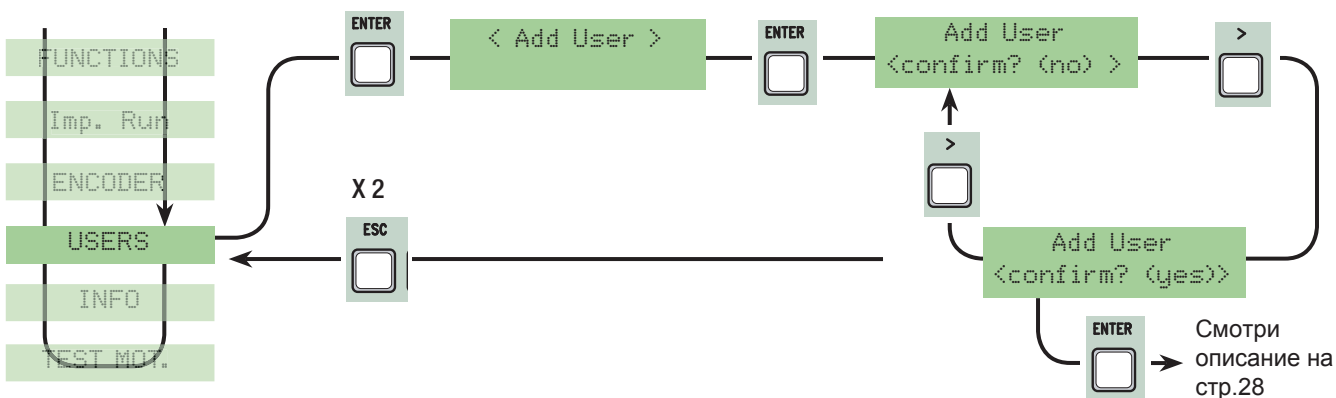 FUNCTIONS
Imp. Run
ENCODER
USERS
INFO
TEST MOT.
ENTER
< Add User >
ENTER
Add User
<confirm? (no) >
>
>
X 2
ESC
Add User
<confirm? (yes)>
ENTER
Смотри
описание на
стр.28